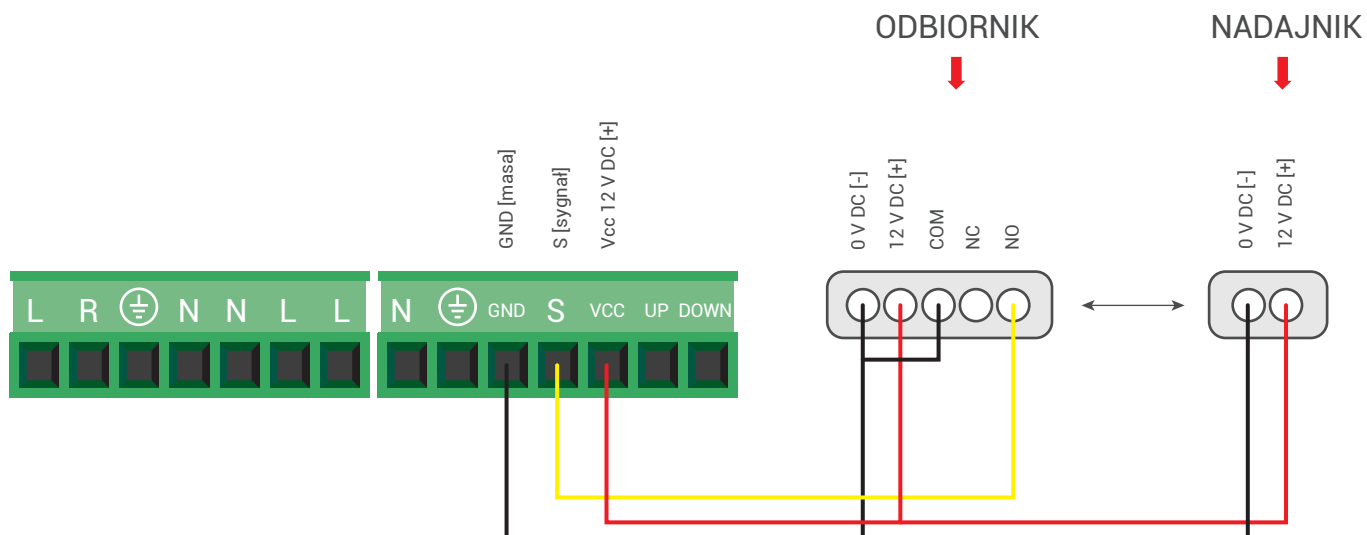 ODBIORNIK
NADAJNIK
GND [masa]
S [sygnał]
Vcc 12 V DC [+]
0 V DC [-]
12 V DC [+]
COM
NC
NO
0 V DC [-]
12 V DC [+]
L R N N L L
N GND S VCC UP DOWN